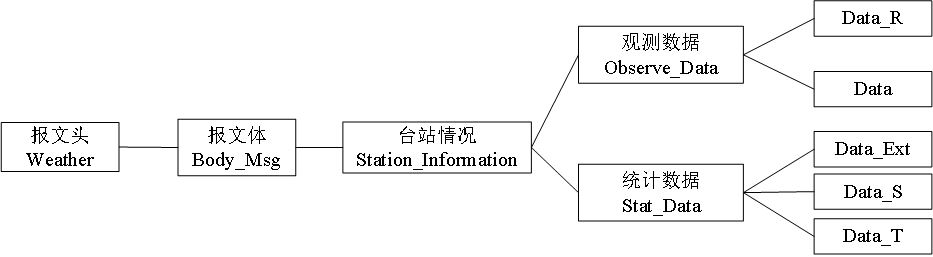 报文头
Weather
报文体
Body_Msg
台站情况
Station_Information
观测数据
Observe_Data
统计数据
Stat_Data
Data_R
Data
Data_Ext
Data_S
Data_T